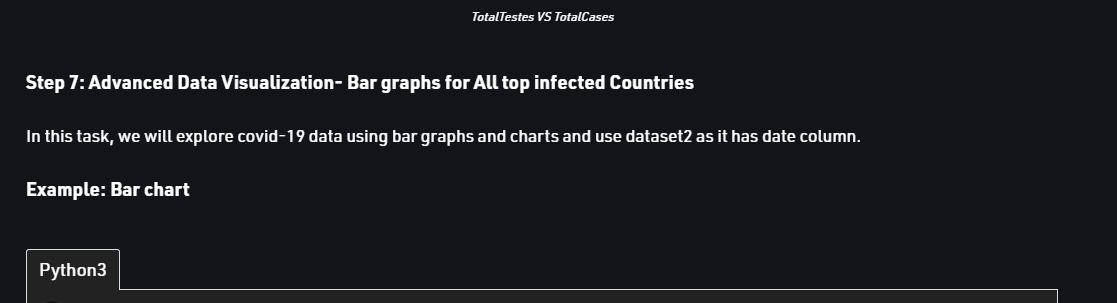 TotalTestes VS TotalCases
Step 7: Advanced Data Visualization- Bar graphs for All top infected Countries
In this task, we will explore covid-19 data using bar graphs and charts and use dataset2 as it has date column.
Example: Bar chart
Python3